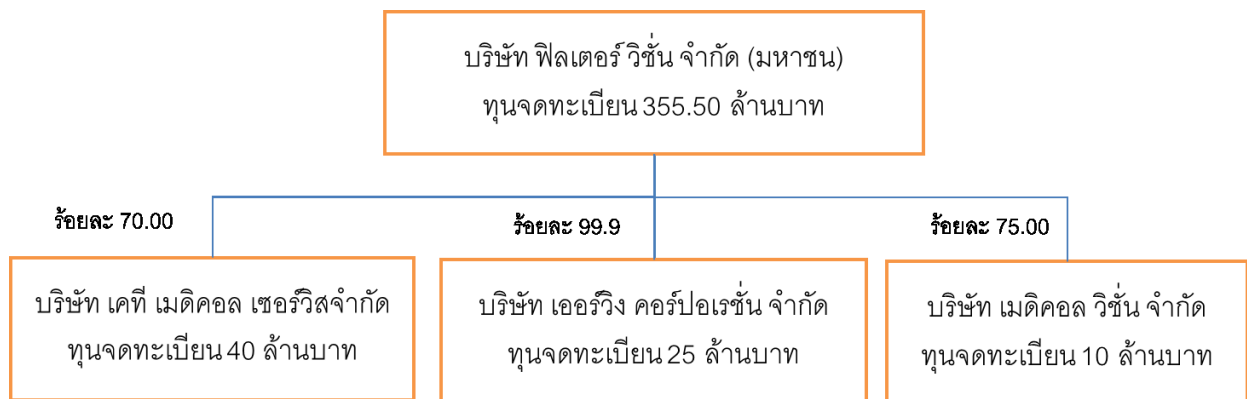 บริษัท ฟิลเตอร์ วิชั่น จำกัด (มหาชน)
ทุนจดทะเบียน 355.50 ล้านบาท
ร้อยละ 70.00
ร้อยละ 99.9
ร้อยละ 75.00
บริษัท เคที เมดิคอล เซอร์วิสจำกัด
ทุนจดทะเบียน 40 ล้านบาท
บริษัท เออร์วิง คอร์ปอเรชั่น จำกัด
ทุนจดทะเบียน 25 ล้านบาท
บริษัท เมดิคอล วิชั่น จำกัด
ทุนจดทะเบียน 10 ล้านบาท